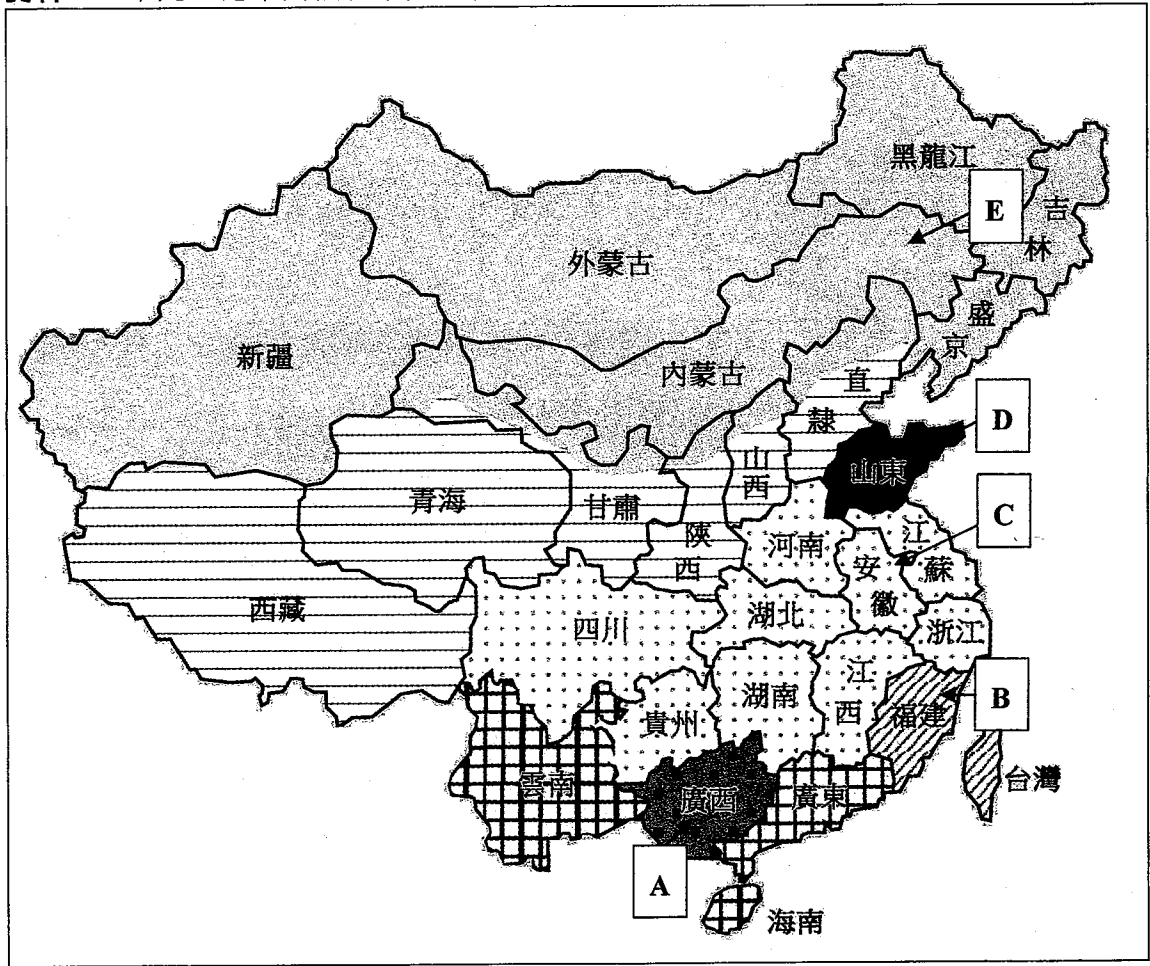 黑龍江
E
吉
林
外蒙古
盛
京
新疆
內蒙古
直
隸
D
山東
山
西
青海
甘肅
C
陝
西
河南
江
蘇
安
徽
西藏
四川
湖北
浙江
江
西
湖南
B
福建
貴州
台灣
雲南
廣西
廣東
A
海南